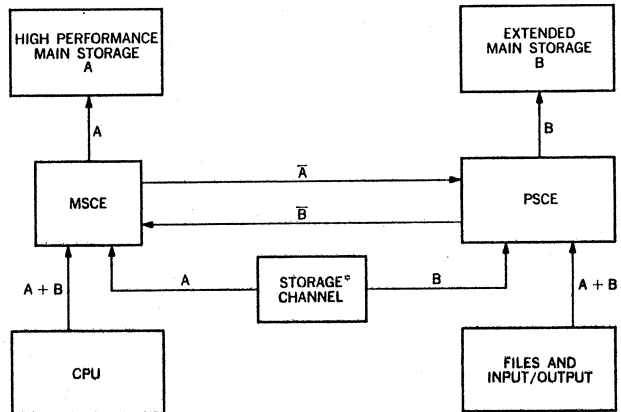 HIGH PERFORMANCE
MAIN STORAGE
A
EXTENDED
MAIN STORAGE
B
A
B
A̅
MSCE
PSCE
B̅
A + B
A
STORAGE*
CHANNEL
B
A + B
CPU
FILES AND
INPUT/OUTPUT